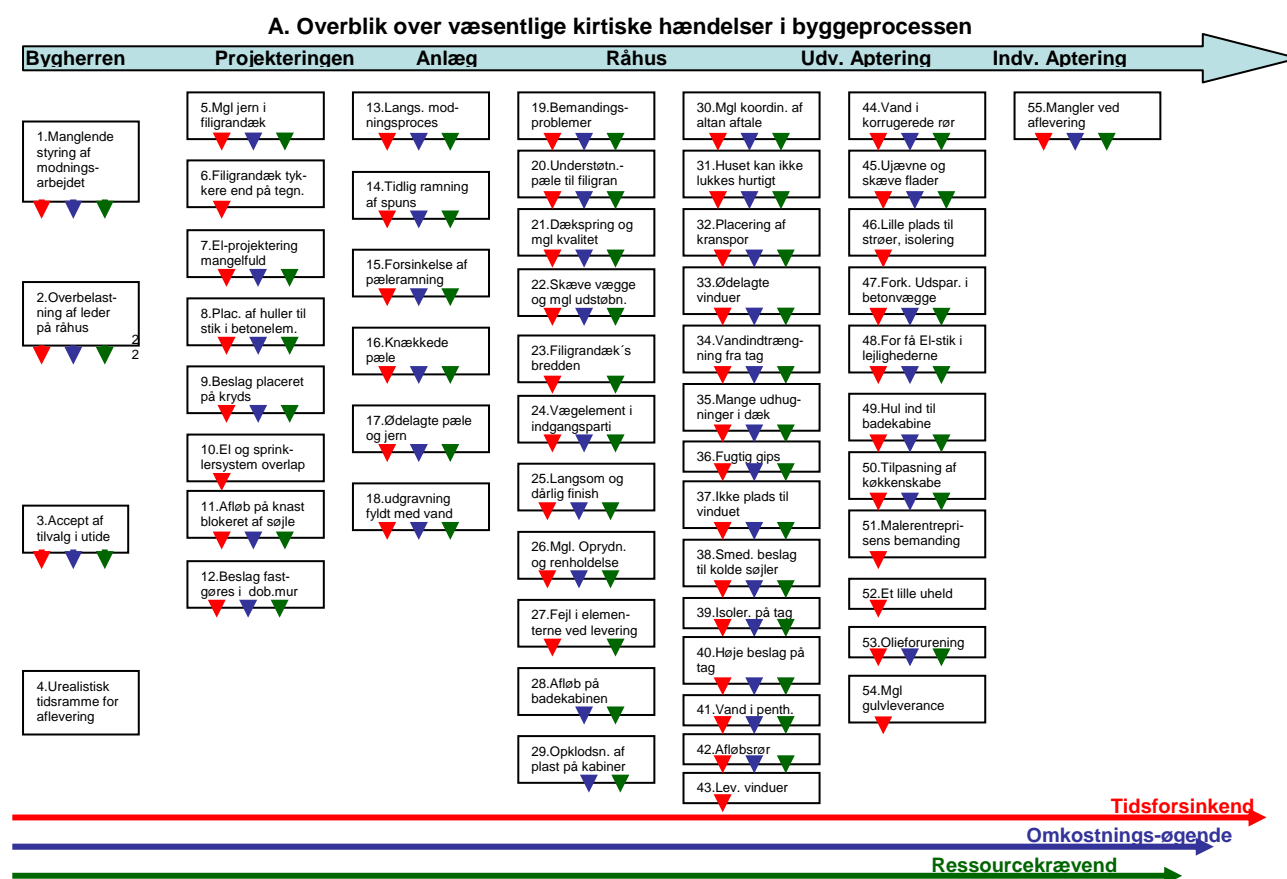 A. Overblik over væsentlige kirtiske hændelser i byggeprocessen
Bygherren
Projekteringen
Anlæg
Råhus
Udv. Aptering
Indv. Aptering
1.Manglende
styring af
modnings-
arbejdet
2.Overbelast-
ning af leder
på råhus
2
2
3.Accept af
tilvalg i utide
4.Urealistisk
tidsramme for
aflevering
5.Mgl jern i
filigrandæk
6.Filigrandæk tyk-
kere end på tegn.
7.El-projektering
mangelfuld
8.Plac. af huller til
stik i betonelem.
9.Beslag placeret
på kryds
10.El og sprink-
lersystem overlap
11.Afløb på knast
blokeret af søjle
12.Beslag fast-
gøres i dob.mur
13.Langs. mod-
ningsproces
14.Tidlig ramning
af spuns
15.Forsinkelse af
pæleramning
16.Knækkede
pæle
17.Ødelagte pæle
og jern
18.udgravning
fyldt med vand
19.Bemandings-
problemer
20.Understøtn.-
pæle til filigran
21.Dækspring og
mgl kvalitet
22.Skæve vægge
og mgl udstøbn.
23.Filigrandæk´s
bredden
24.Vægelement i
indgangsparti
25.Langsom og
dårlig finish
26.Mgl. Oprydn.
og renholdelse
27.Fejl i elemen-
terne ved levering
28.Afløb på
badekabinen
29.Opklodsn. af
plast på kabiner
30.Mgl koordin. af
altan aftale
31.Huset kan ikke
lukkes hurtigt
32.Placering af
kranspor
33.Ødelagte
vinduer
34.Vandindtræng-
ning fra tag
35.Mange udhug-
ninger i dæk
36.Fugtig gips
37.Ikke plads til
vinduet
38.Smed. beslag
til kolde søjler
39.Isoler. på tag
40.Høje beslag på
tag
41.Vand i penth.
42.Afløbsrør
43.Lev. vinduer
44.Vand i
korrugerede rør
45.Ujævne og
skæve flader
46.Lille plads til
strøer, isolering
47.Fork. Udspar. i
betonvægge
48.For få El-stik i
lejlighederne
49.Hul ind til
badekabine
50.Tilpasning af
køkkenskabe
51.Malerentrepri-
sens bemanding
52.Et lille uheld
53.Olieforurening
54.Mgl
gulvleverance
55.Mangler ved
aflevering
Tidsforsinkend
Omkostnings-øgende
Ressourcekrævend